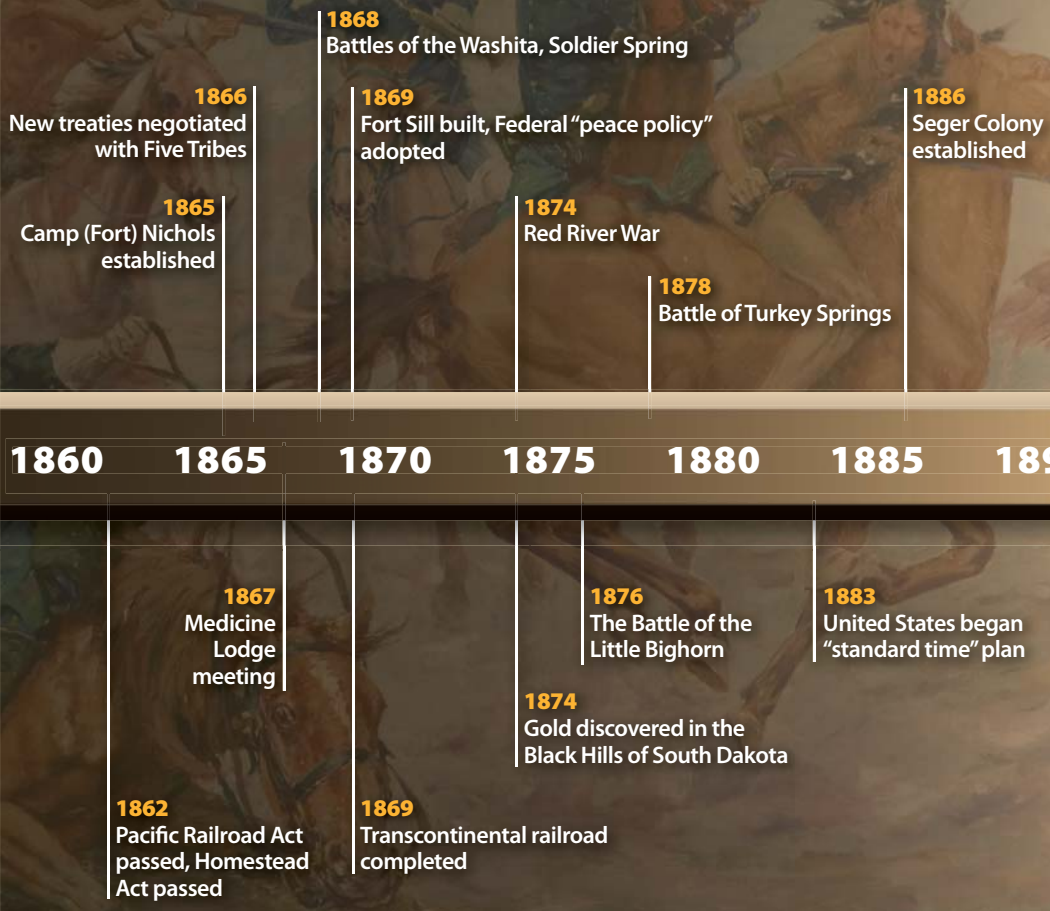 1868
Battles of the Washita, Soldier Spring
1866
New treaties negotiated
with Five Tribes
1869
Fort Sill built, Federal “peace policy”
adopted
1886
Seger Colony
established
1865
Camp (Fort) Nichols
established
1874
Red River War
1878
Battle of Turkey Springs
1860 1865 1870 1875 1880 1885 189
1867
Medicine
Lodge
meeting
1876
The Battle of the
Little Bighorn
1883
United States began
“standard time” plan
1874
Gold discovered in the
Black Hills of South Dakota
1862
Pacific Railroad Act
passed, Homestead
Act passed
1869
Transcontinental railroad
completed